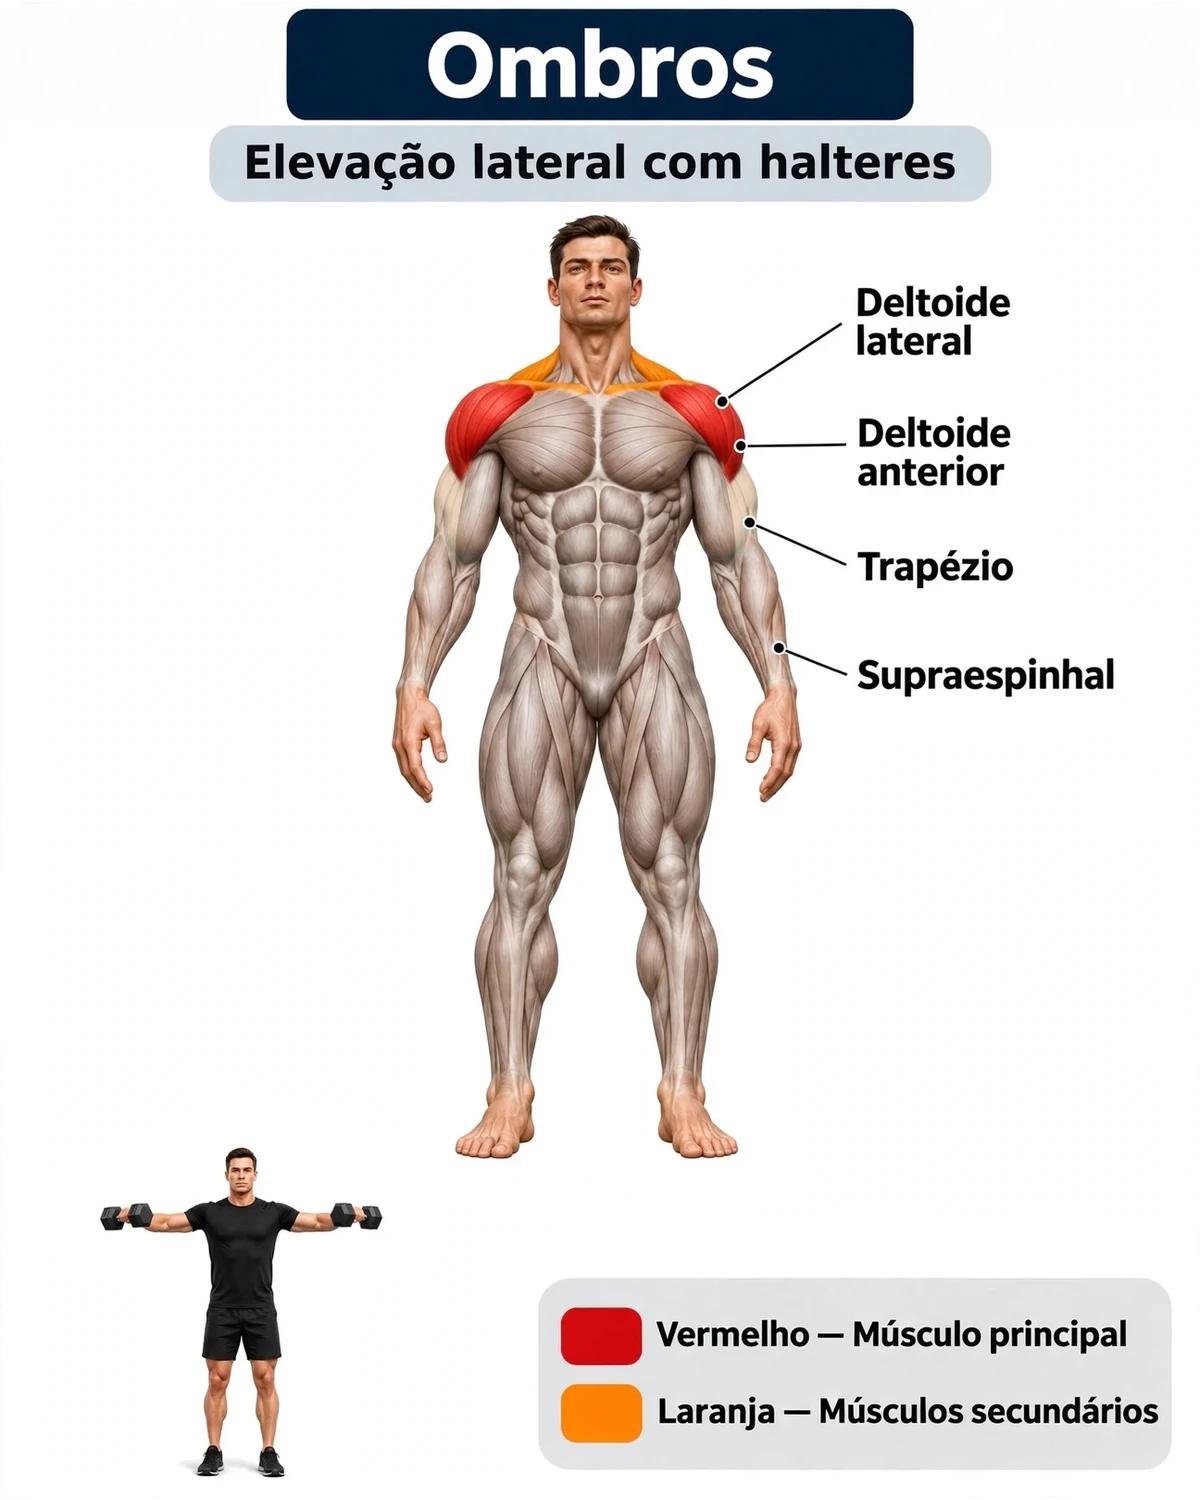 Ombros
Elevação lateral com halteres
Deltoide
lateral
Deltoide
anterior
Trapézio
Supraespinhal
Vermelho — Músculo principal
Laranja — Músculos secundários